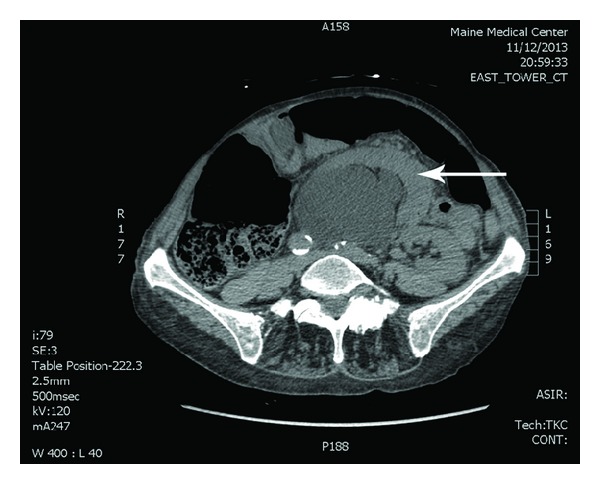 A158
Maine Medical Center
11/12/2013
20:59:33
EAST_TOWER_CT
R
1
7
7
L
1
6
9
i:79
SE:3
Table Position-222.3
2.5mm
500msec
kV:120
mA247
W 400 : L 40
ASIR:
Tech:TKC
CONT:
P188